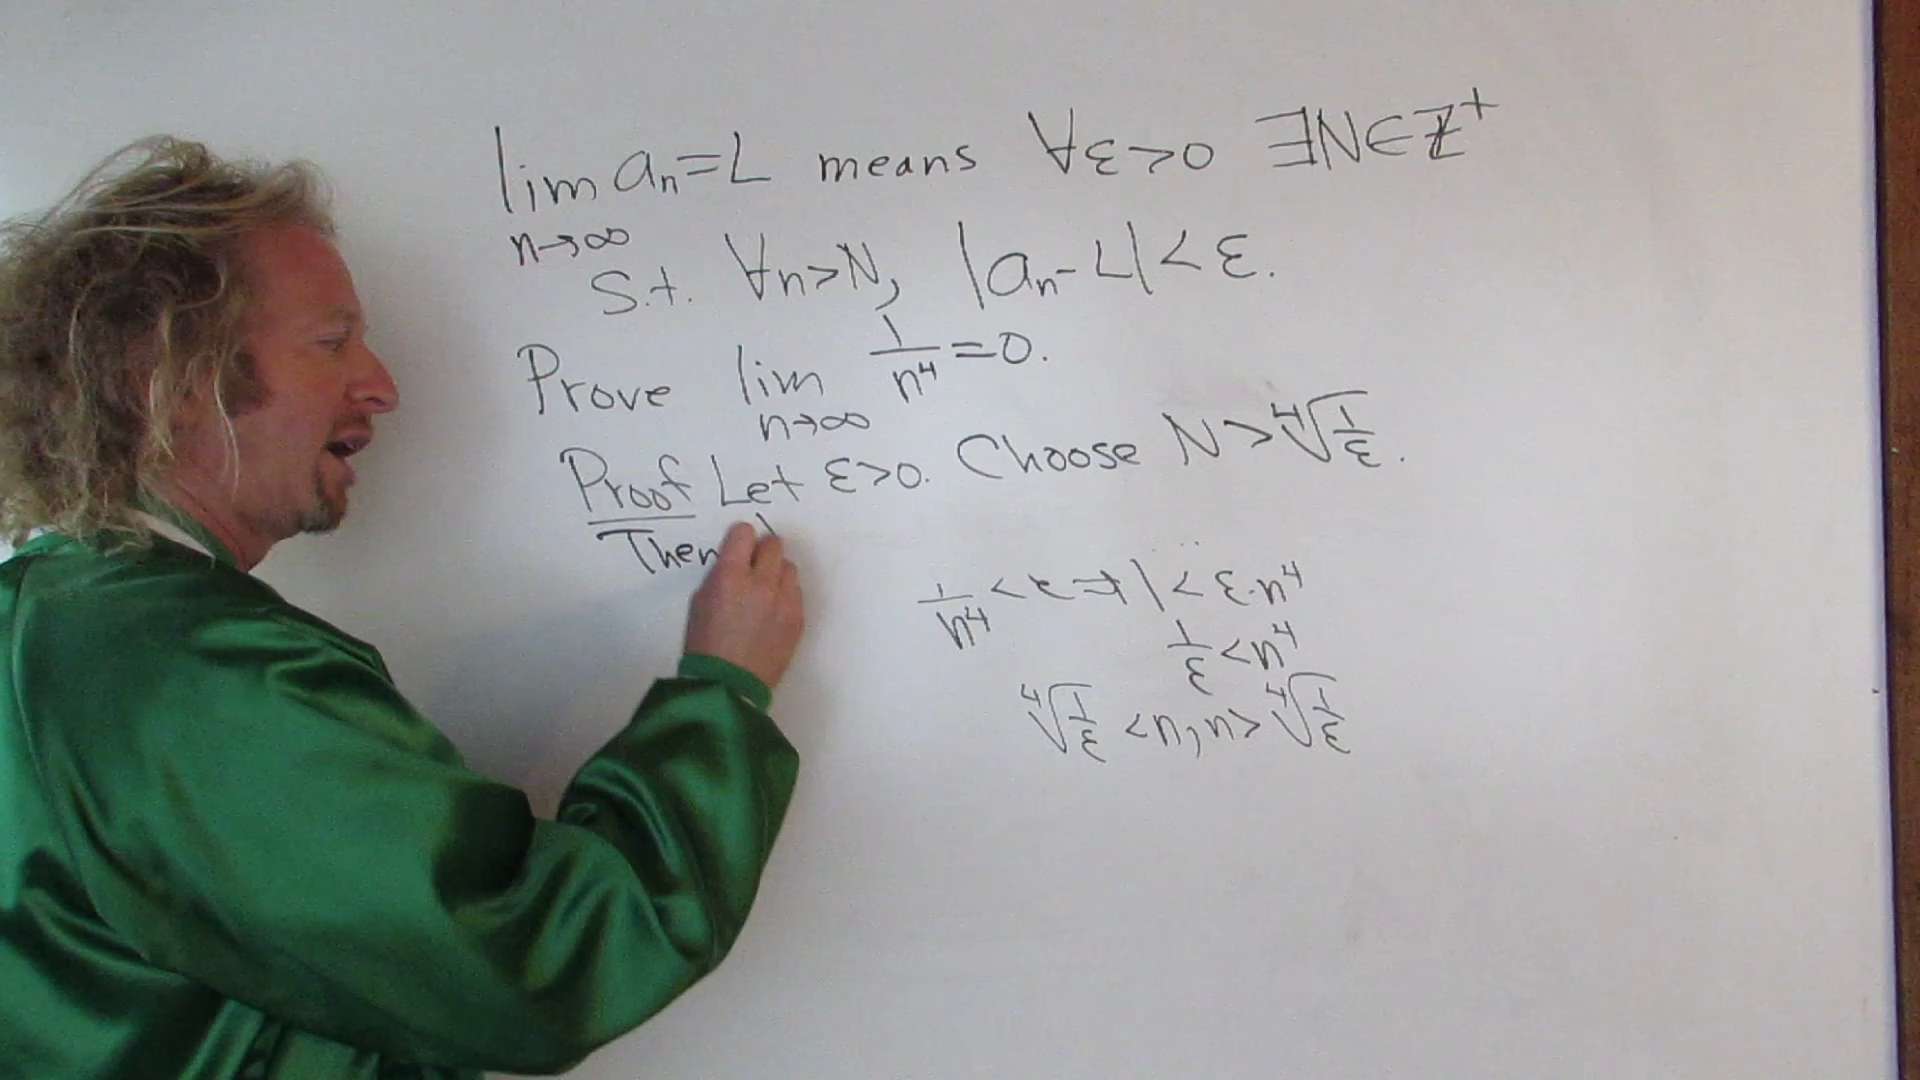 lim aₙ = L means ∀ε>0 ∃N∈ℤ⁺
n→∞
s.t. ∀n>N, |aₙ - L| < ε.
Prove lim 1/n⁴ = 0.
n→∞
Proof Let ε>0. Choose N > ⁴√(1/ε).
Then
1/n⁴ < ε ⇒ 1 < ε·n⁴
1/ε < n⁴
⁴√(1/ε) < n, n > ⁴√(1/ε)